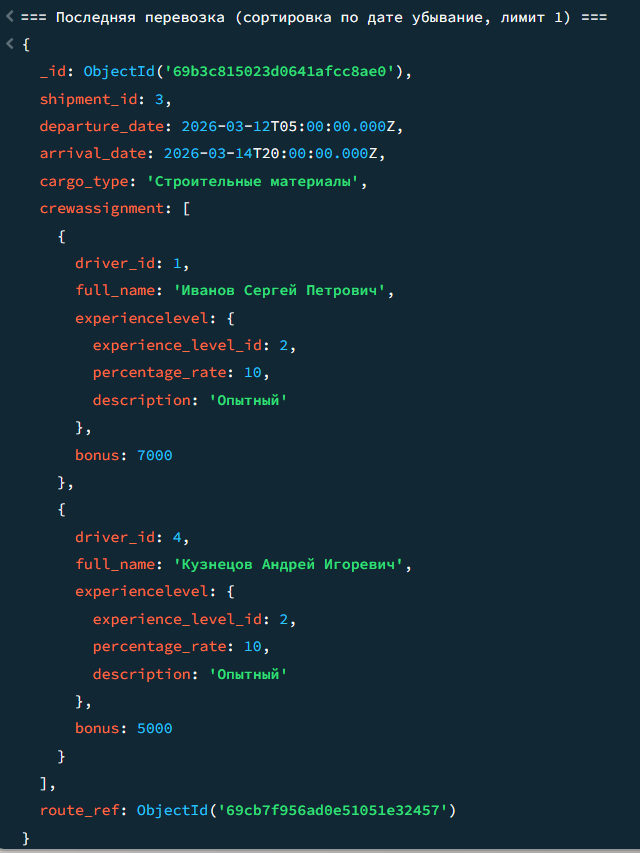 === Последняя перевозка (сортировка по дате убывание, лимит 1) ===
{
_id: ObjectId('69b3c815023d0641afcc8ae0'),
shipment_id: 3,
departure_date: 2026-03-12T05:00:00.000Z,
arrival_date: 2026-03-14T20:00:00.000Z,
cargo_type: 'Строительные материалы',
crewassignment: [
{
driver_id: 1,
full_name: 'Иванов Сергей Петрович',
experiencelevel: {
experience_level_id: 2,
percentage_rate: 10,
description: 'Опытный'
},
bonus: 7000
},
{
driver_id: 4,
full_name: 'Кузнецов Андрей Игоревич',
experiencelevel: {
experience_level_id: 2,
percentage_rate: 10,
description: 'Опытный'
},
bonus: 5000
}
],
route_ref: ObjectId('69cb7f956ad0e51051e32457')
}